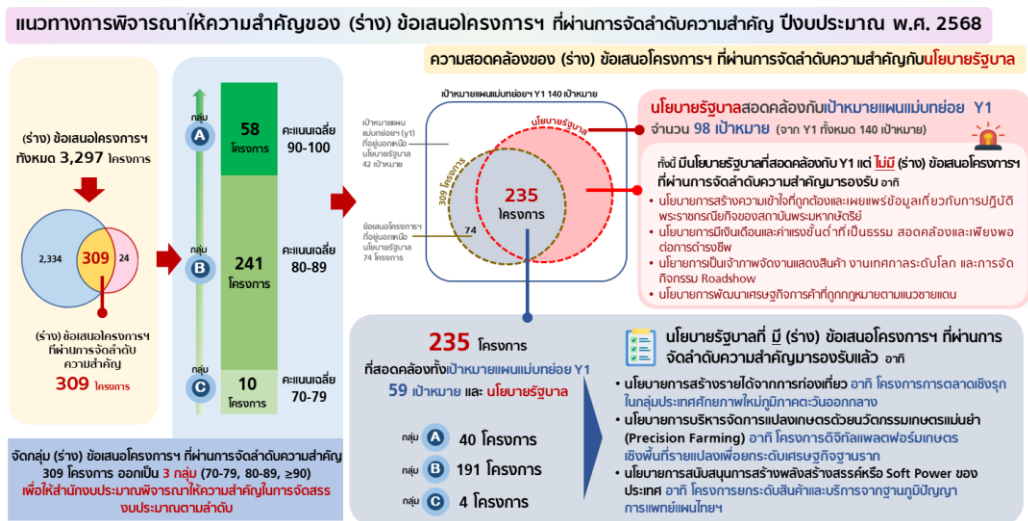 แนวทางการพิจารณาให้ความสำคัญของ (ร่าง) ข้อเสนอโครงการฯ ที่ผ่านการจัดลำดับความสำคัญ ปีงบประมาณ พ.ศ. 2568
(ร่าง) ข้อเสนอโครงการฯ
ทั้งหมด 3,297 โครงการ
2,334
309
24
(ร่าง) ข้อเสนอโครงการฯ
ที่ผ่านการจัดลำดับ
ความสำคัญ
309 โครงการ
กลุ่ม
A
58
โครงการ
คะแนนเฉลี่ย
90-100
กลุ่ม
B
241
โครงการ
คะแนนเฉลี่ย
80-89
กลุ่ม
C
10
โครงการ
คะแนนเฉลี่ย
70-79
จัดกลุ่ม (ร่าง) ข้อเสนอโครงการฯ ที่ผ่านการจัดลำดับความสำคัญ
309 โครงการ ออกเป็น 3 กลุ่ม (70-79, 80-89, ≥90)
เพื่อให้สำนักงบประมาณพิจารณาให้ความสำคัญในการจัดสรร
งบประมาณตามลำดับ
ความสอดคล้องของ (ร่าง) ข้อเสนอโครงการฯ ที่ผ่านการจัดลำดับความสำคัญกับนโยบายรัฐบาล
เป้าหมายแผนแม่บทย่อยฯ Y1 140 เป้าหมาย
เป้าหมายแผน
แม่บทย่อยฯ (y1)
ที่อยู่นอกเหนือ
นโยบายรัฐบาล
42 เป้าหมาย
นโยบายรัฐบาล
309 โครงการ
235
โครงการ
74
ข้อเสนอโครงการฯ
ที่อยู่นอกเหนือ
นโยบายรัฐบาล
74 โครงการ
นโยบายรัฐบาลสอดคล้องกับเป้าหมายแผนแม่บทย่อย Y1
จำนวน 98 เป้าหมาย (จาก Y1 ทั้งหมด 140 เป้าหมาย)
ทั้งนี้ มีนโยบายรัฐบาลที่สอดคล้องกับ Y1 แต่ ไม่มี (ร่าง) ข้อเสนอโครงการฯ
ที่ผ่านการจัดลำดับความสำคัญมารองรับ อาทิ
• นโยบายการสร้างความเข้าใจที่ถูกต้องและเผยแพร่ข้อมูลเกี่ยวกับการปฏิบัติ
พระราชกรณียกิจของสถาบันพระมหากษัตริย์
• นโยบายการมีเงินเดือนและค่าแรงขั้นต่ำที่เป็นธรรม สอดคล้องและเพียงพอ
ต่อการดำรงชีพ
• นโยายการเป็นเจ้าภาพจัดงานแสดงสินค้า งานเทศกาลระดับโลก และการจัด
กิจกรรม Roadshow
• นโยบายการพัฒนาเศรษฐกิจการค้าที่ถูกกฎหมายตามแนวชายแดน
235 โครงการ
ที่สอดคล้องทั้งเป้าหมายแผนแม่บทย่อย Y1
59 เป้าหมาย และ นโยบายรัฐบาล
กลุ่ม A 40 โครงการ
กลุ่ม B 191 โครงการ
กลุ่ม C 4 โครงการ
นโยบายรัฐบาลที่ มี (ร่าง) ข้อเสนอโครงการฯ ที่ผ่านการ
จัดลำดับความสำคัญมารองรับแล้ว อาทิ
• นโยบายการสร้างรายได้จากการท่องเที่ยว อาทิ โครงการการตลาดเชิงรุก
ในกลุ่มประเทศศักยภาพใหม่ภูมิภาคตะวันออกกลาง
• นโยบายการบริหารจัดการแปลงเกษตรด้วยนวัตกรรมเกษตรแม่นยำ
(Precision Farming) อาทิ โครงการดิจิทัลแพลตฟอร์มเกษตร
เชิงพื้นที่รายแปลงเพื่อยกระดับเศรษฐกิจฐานราก
• นโยบายการสนับสนุนการสร้างพลังสร้างสรรค์หรือ Soft Power ของ
ประเทศ อาทิ โครงการยกระดับสินค้าและบริการจากฐานภูมิปัญญา
การแพทย์แผนไทยฯ